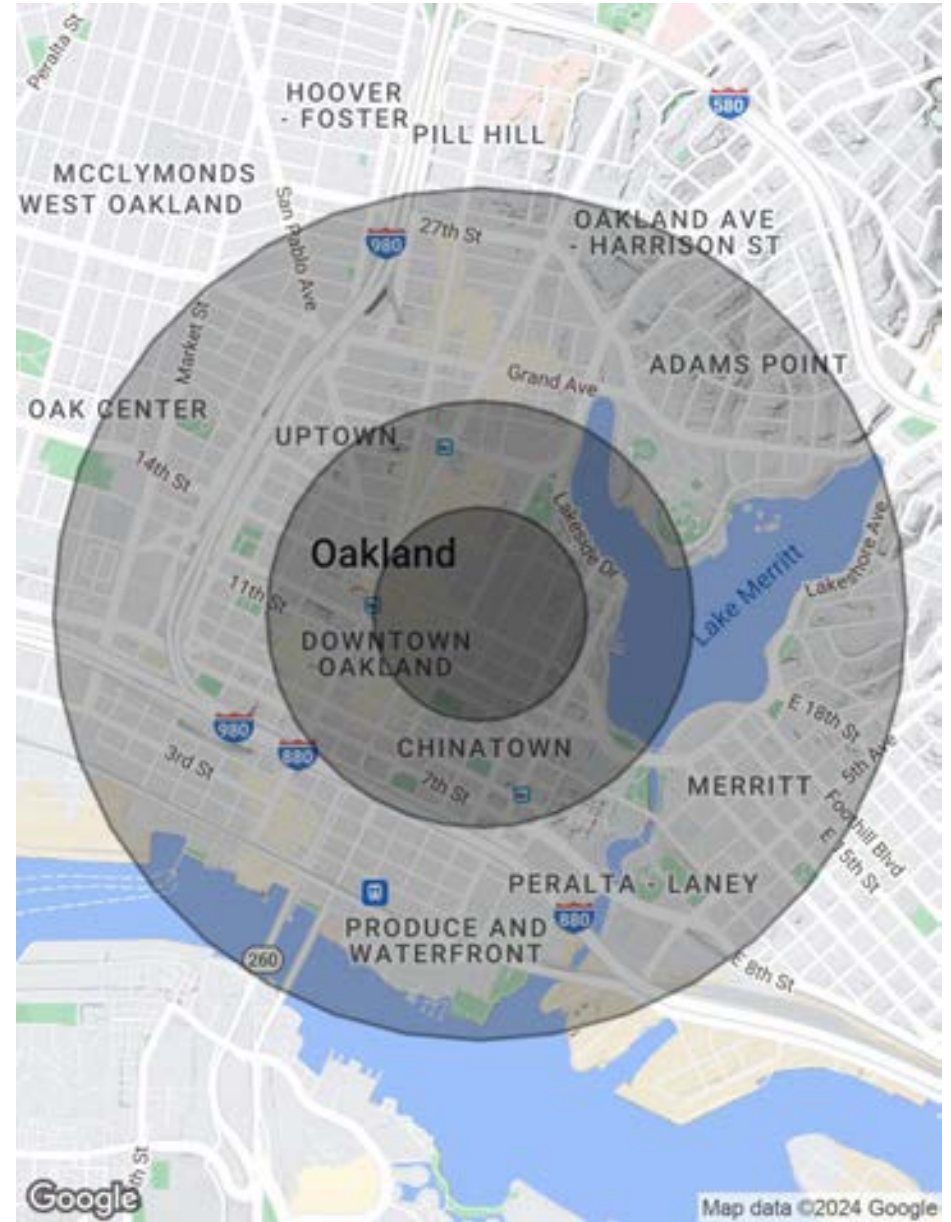 Peralta St
HOOVER
- FOSTER
580
PILL HILL
MCCLYMONDS
WEST OAKLAND
San Pablo Ave
27th St
980
OAKLAND AVE
- HARRISON ST
Market St
Grand Ave
ADAMS POINT
OAK CENTER
UPTOWN
14th St
Lakeside Dr
Oakland
Lake Merritt
Lakeshore Ave
11th St
DOWNTOWN
OAKLAND
E 18th St
980
880
3rd St
CHINATOWN
7th St
5th Ave
MERRITT
Foothill Blvd
E 15th St
PERALTA - LANEY
880
PRODUCE AND
WATERFRONT
260
E 8th St
Google
Map data ©2024 Google